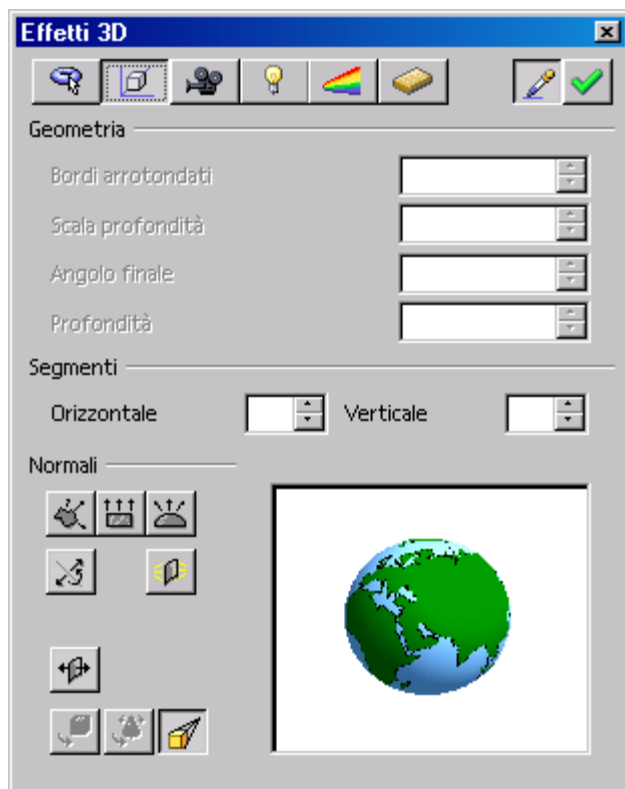 Effetti 3D
Geometria
Bordi arrotondati
Scala profondità
Angolo finale
Profondità
Segmenti
Orizzontale Verticale
Normali